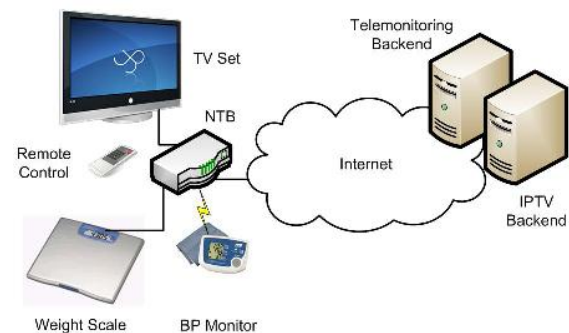 Telemonitoring
Backend
TV Set
NTB
Remote
Control
Internet
IPTV
Backend
Weight Scale
BP Monitor